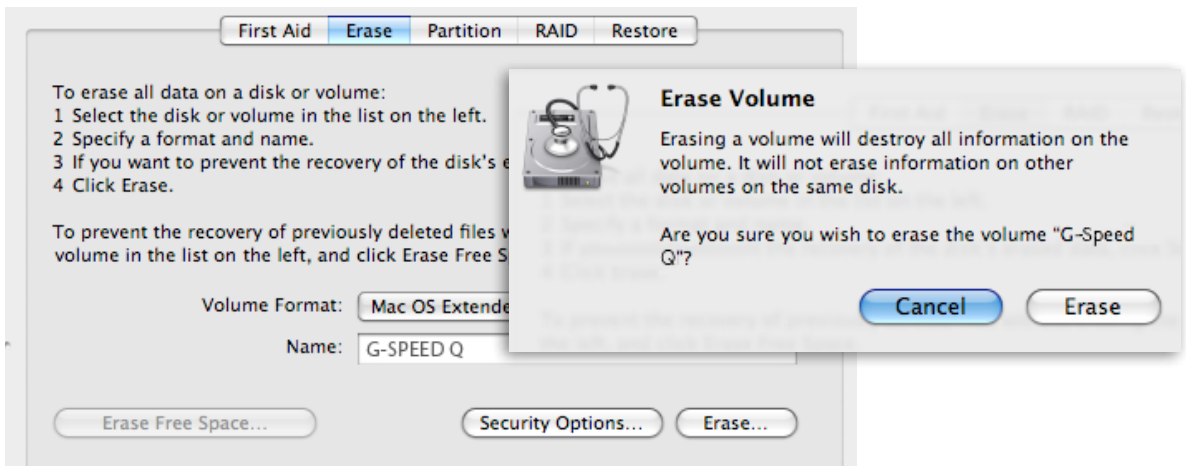 First Aid Erase Partition RAID Restore
To erase all data on a disk or volume:
1 Select the disk or volume in the list on the left.
2 Specify a format and name.
3 If you want to prevent the recovery of the disk's
4 Click Erase.
To prevent the recovery of previously deleted files
volume in the list on the left, and click Erase Free
Volume Format: Mac OS
Name: G-SPEED Q
Erase Free Space... Security Options... Erase...
Erase Volume
Erasing a volume will destroy all information on the
volume. It will not erase information on other
volumes on the same disk.
Are you sure you wish to erase the volume "G-Speed
Q"?
Cancel Erase